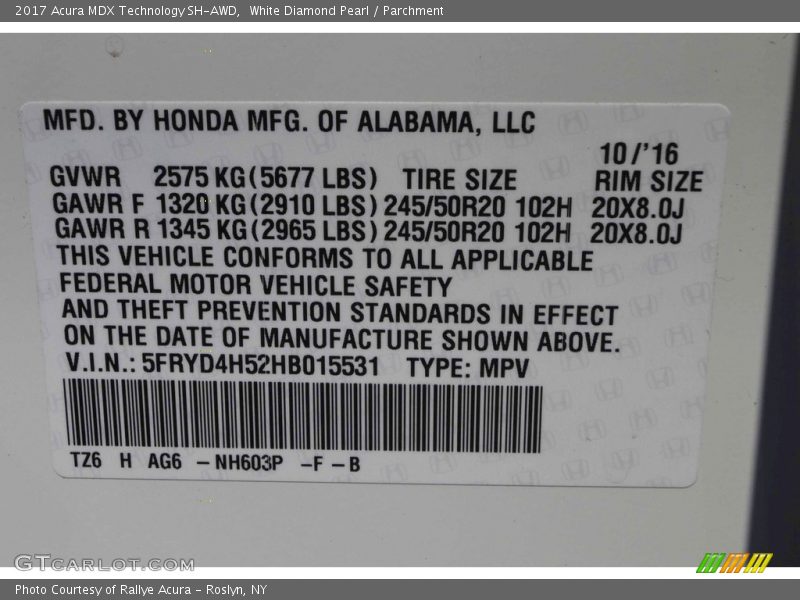 2017 Acura MDX Technology SH-AWD, White Diamond Pearl / Parchment
MFD. BY HONDA MFG. OF ALABAMA, LLC
10/'16
GVWR 2575 KG(5677 LBS) TIRE SIZE RIM SIZE
GAWR F 1320 KG(2910 LBS) 245/50R20 102H 20X8.0J
GAWR R 1345 KG(2965 LBS) 245/50R20 102H 20X8.0J
THIS VEHICLE CONFORMS TO ALL APPLICABLE
FEDERAL MOTOR VEHICLE SAFETY
AND THEFT PREVENTION STANDARDS IN EFFECT
ON THE DATE OF MANUFACTURE SHOWN ABOVE.
V.I.N.: 5FRYD4H52HB015531 TYPE: MPV
TZ6 H AG6 -NH603P -F-B
GTCARLOT.COM
Photo Courtesy of Rallye Acura - Roslyn, NY